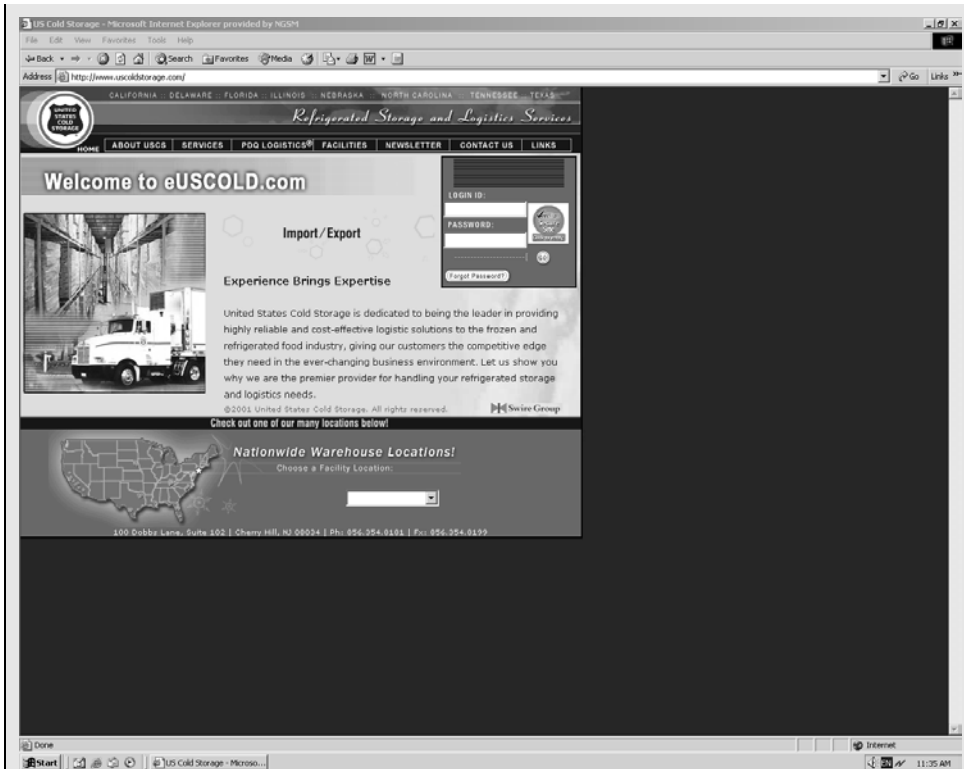 US Cold Storage - Microsoft Internet Explorer provided by NGSM
File Edit View Favorites Tools Help
Back Search Favorites Media
Address http://www.uscoldstorage.com/ Go Links »
CALIFORNIA :: DELAWARE :: FLORIDA :: ILLINOIS :: NEBRASKA :: NORTH CAROLINA :: TENNESSEE :: TEXAS
UNITED
STATES
COLD
STORAGE
Refrigerated Storage and Logistics Services
HOME ABOUT USCS SERVICES PDQ LOGISTICS® FACILITIES NEWSLETTER CONTACT US LINKS
Welcome to eUSCOLD.com
LOGIN ID:
PASSWORD:
GO
Forgot Password?
Import/Export
Experience Brings Expertise
United States Cold Storage is dedicated to being the leader in providing
highly reliable and cost-effective logistic solutions to the frozen and
refrigerated food industry, giving our customers the competitive edge
they need in the ever-changing business environment. Let us show you
why we are the premier provider for handling your refrigerated storage
and logistics needs.
©2001 United States Cold Storage. All rights reserved. Swire Group
Check out one of our many locations below!
Nationwide Warehouse Locations!
Choose a Facility Location:
100 Dobbs Lane, Suite 102 | Cherry Hill, NJ 08034 | Ph: 856.354.8181 | Fx: 856.354.8199
Done Internet
Start US Cold Storage - Microso... EN 11:35 AM